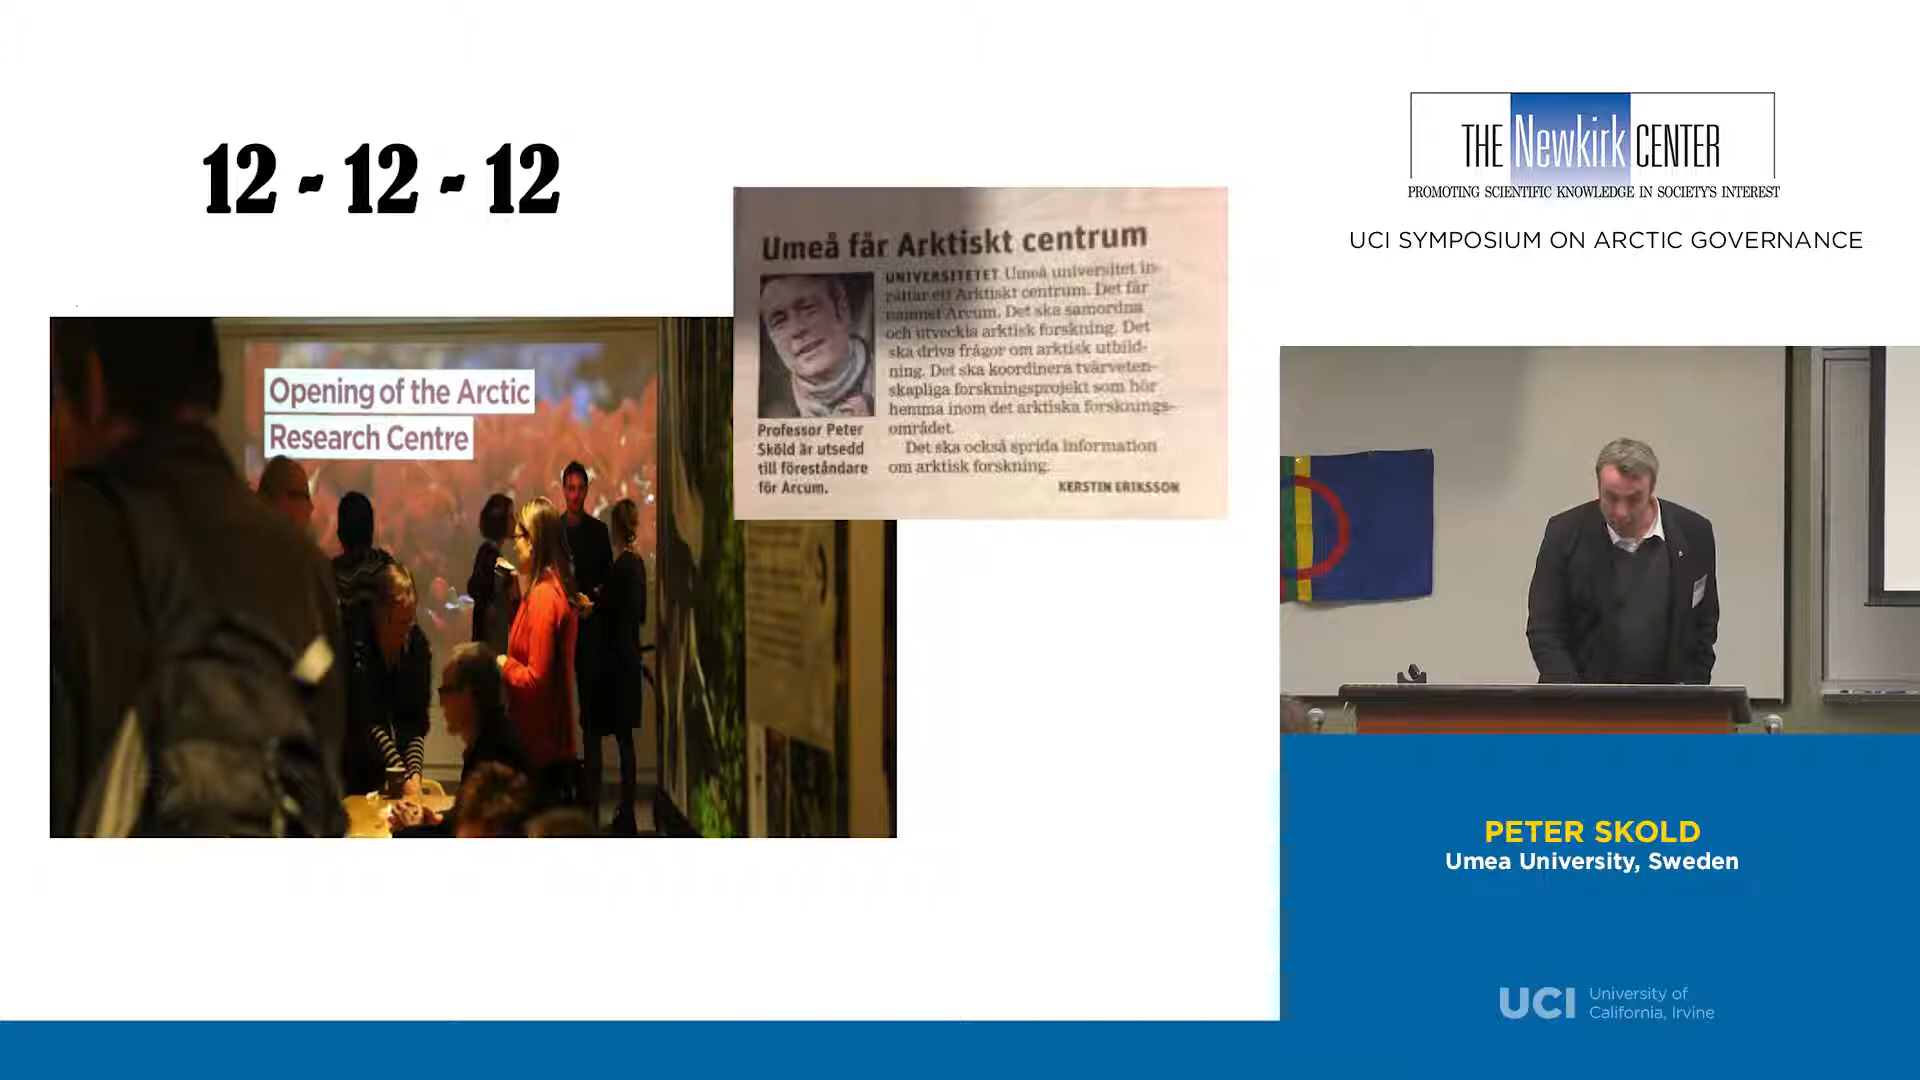 12 - 12 - 12
Opening of the Arctic
Research Centre
Umeå får Arktiskt centrum
UNIVERSITETET Umeå universitet in-
rättar ett Arktiskt centrum. Det får
namnet Arcum. Det ska samordna
och utveckla arktisk forskning. Det
ska driva frågor om arktisk utbild-
ning. Det ska koordinera tvärveten-
skapliga forskningsprojekt som hör
hemma inom det arktiska forsknings-
området.
Det ska också sprida information
om arktisk forskning.
KERSTIN ERIKSSON
Professor Peter
Sköld är utsedd
till föreståndare
för Arcum.
THE Newkirk CENTER
PROMOTING SCIENTIFIC KNOWLEDGE IN SOCIETY'S INTEREST
UCI SYMPOSIUM ON ARCTIC GOVERNANCE
PETER SKOLD
Umea University, Sweden
UCI University of
California, Irvine